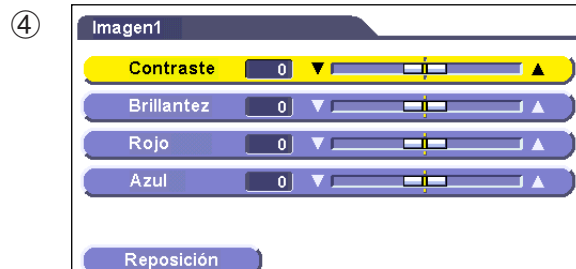 ④
Imagen1
Contraste 0 ▼ ▲
Brillantez 0 ▼ ▲
Rojo 0 ▼ ▲
Azul 0 ▼ ▲
Reposición